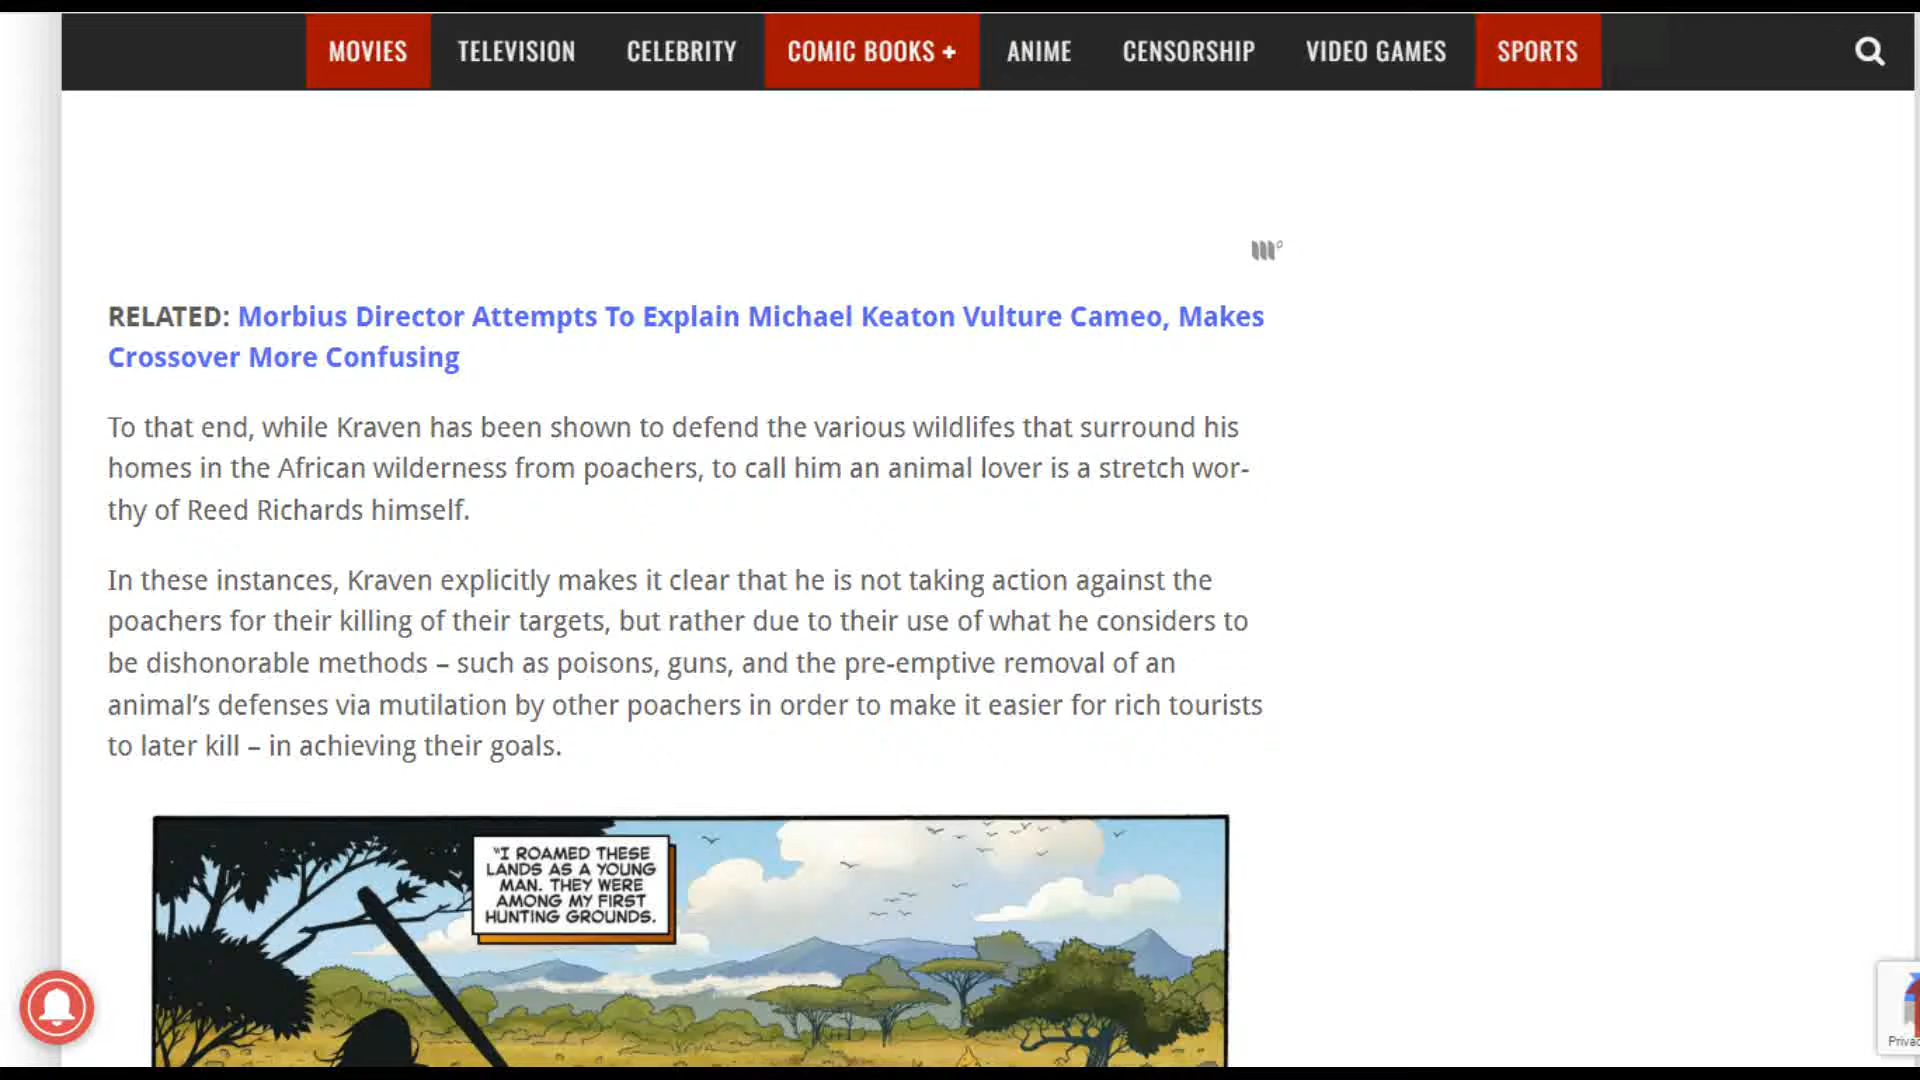 MOVIES TELEVISION CELEBRITY COMIC BOOKS + ANIME CENSORSHIP VIDEO GAMES SPORTS
RELATED: Morbius Director Attempts To Explain Michael Keaton Vulture Cameo, Makes
Crossover More Confusing
To that end, while Kraven has been shown to defend the various wildlifes that surround his
homes in the African wilderness from poachers, to call him an animal lover is a stretch wor-
thy of Reed Richards himself.
In these instances, Kraven explicitly makes it clear that he is not taking action against the
poachers for their killing of their targets, but rather due to their use of what he considers to
be dishonorable methods – such as poisons, guns, and the pre-emptive removal of an
animal’s defenses via mutilation by other poachers in order to make it easier for rich tourists
to later kill – in achieving their goals.
"I ROAMED THESE
LANDS AS A YOUNG
MAN. THEY WERE
AMONG MY FIRST
HUNTING GROUNDS.